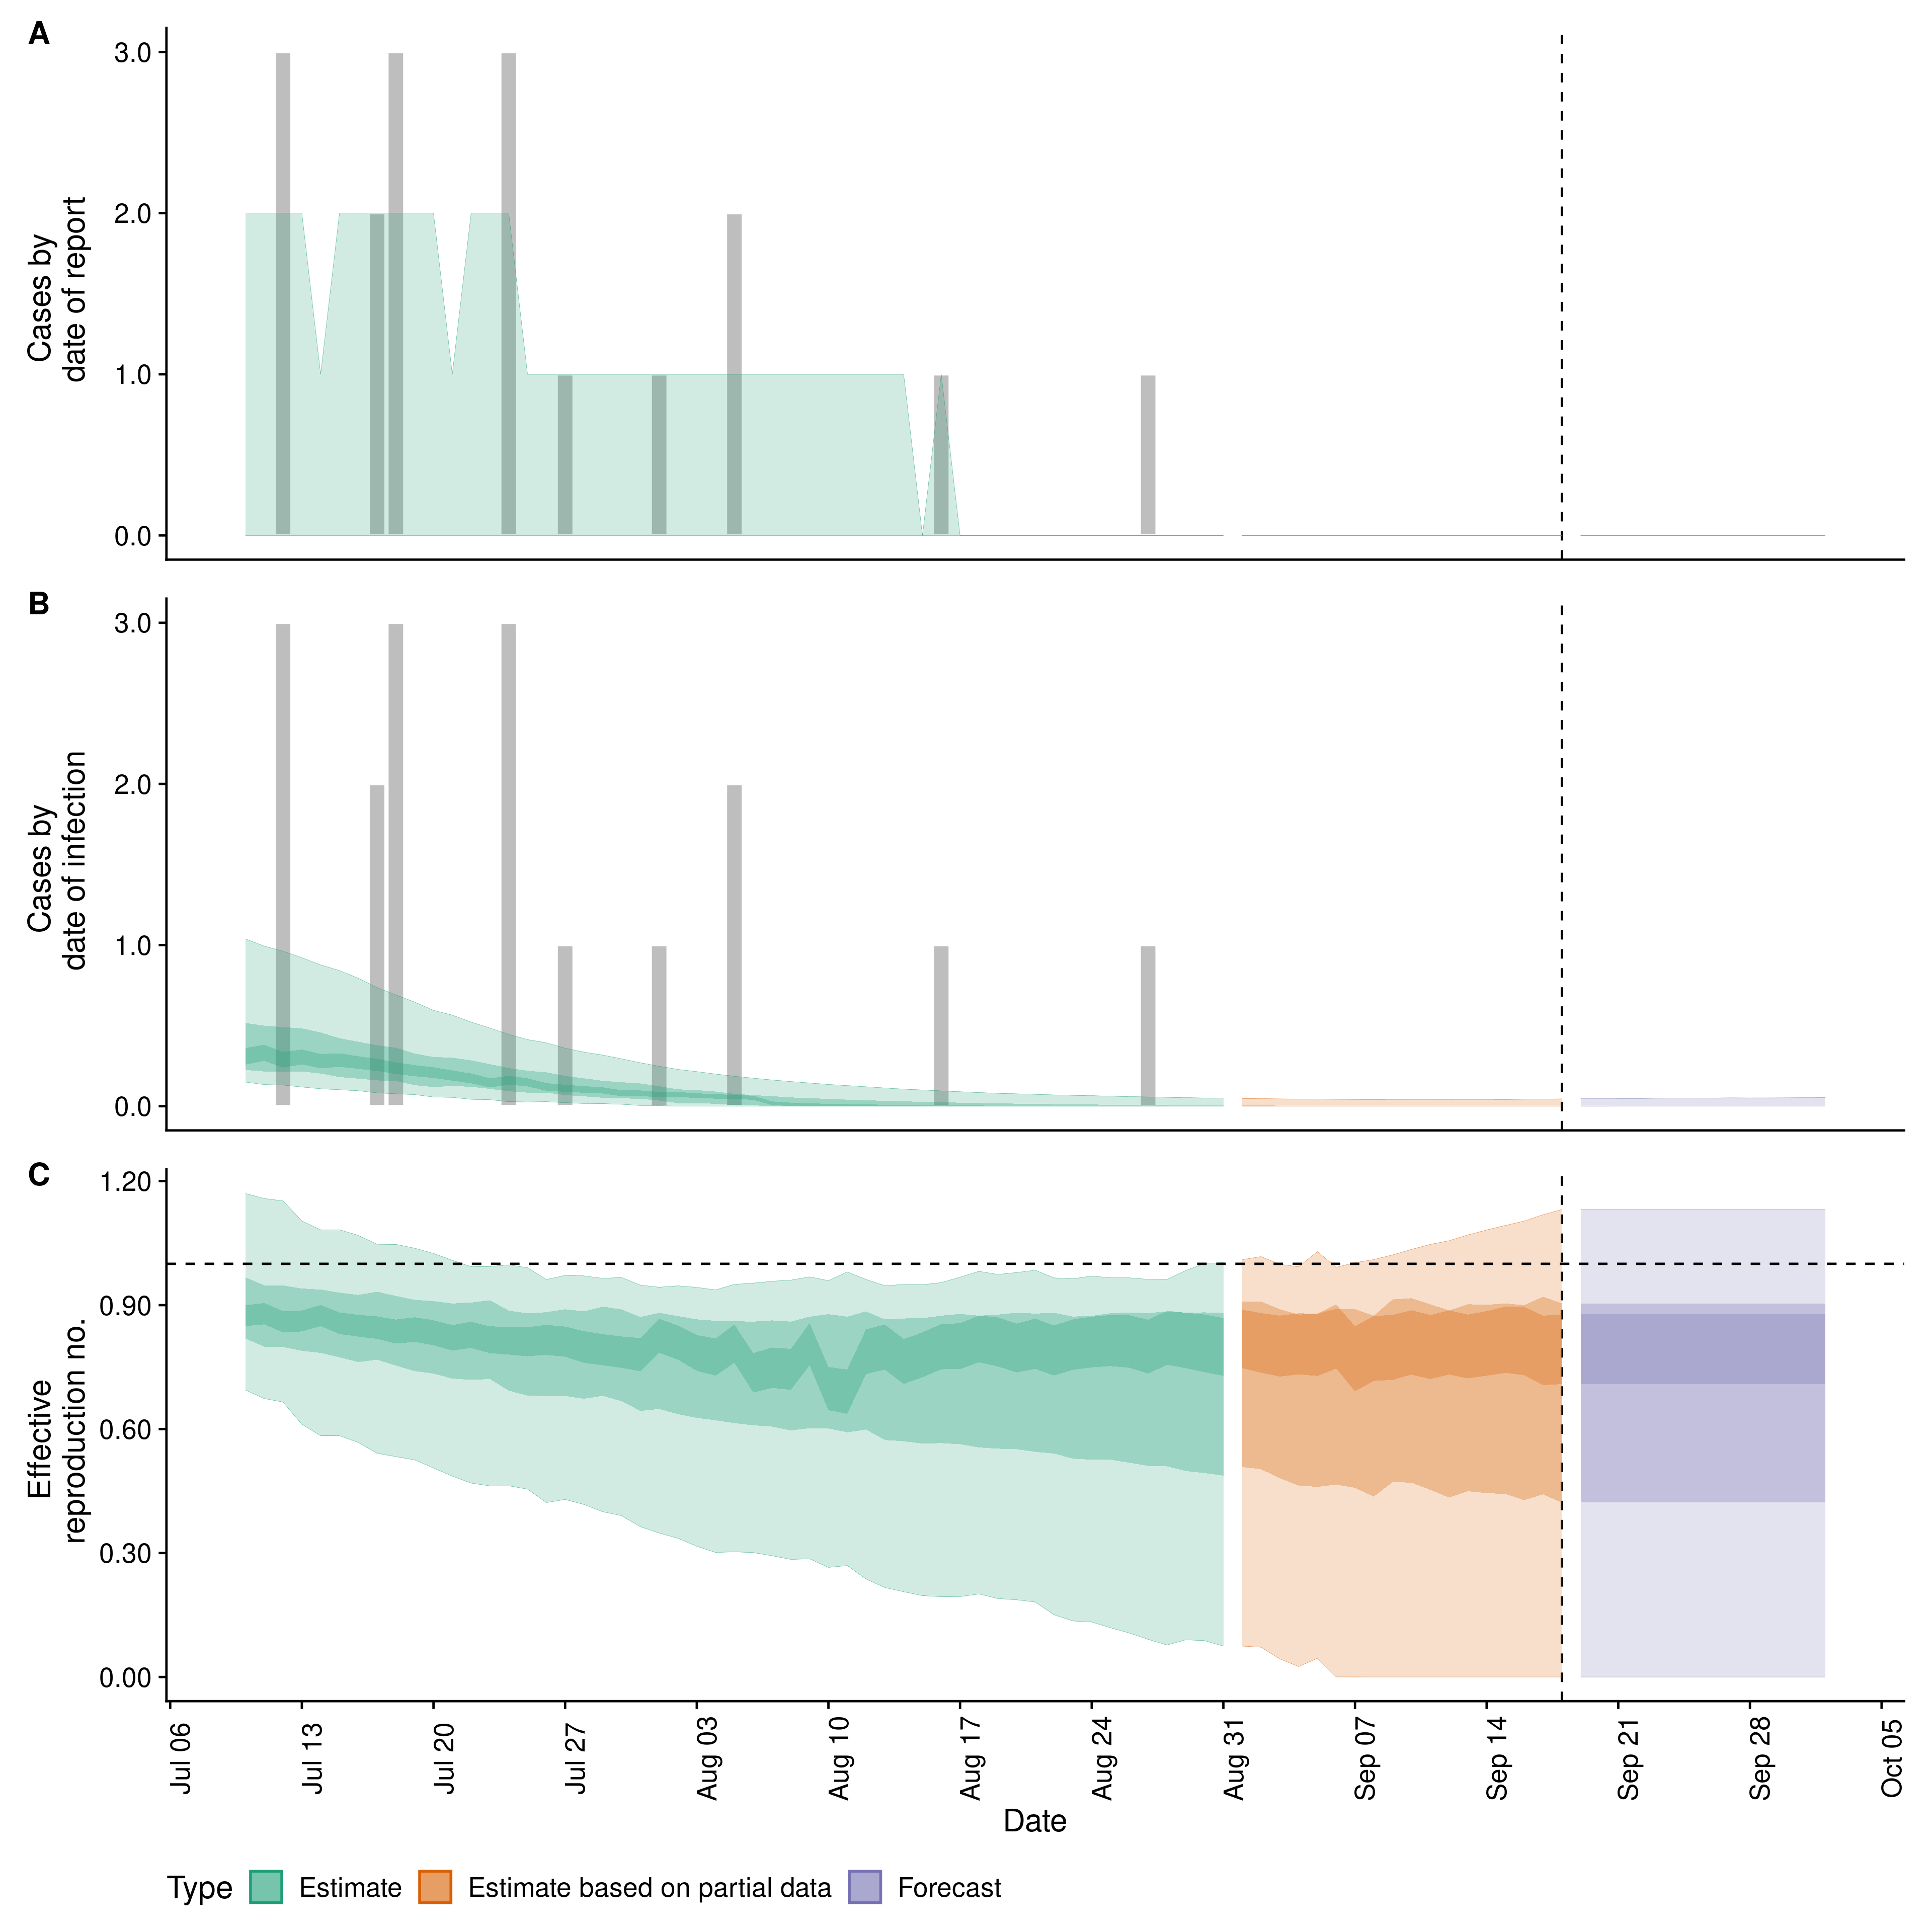 A
Cases by
date of report
3.0
2.0
1.0
0.0
B
Cases by
date of infection
3.0
2.0
1.0
0.0
C
Effective
reproduction no.
1.20
0.90
0.60
0.30
0.00
Jul 06
Jul 13
Jul 20
Jul 27
Aug 03
Aug 10
Aug 17
Aug 24
Aug 31
Sep 07
Sep 14
Sep 21
Sep 28
Oct 05
Date
Type Estimate Estimate based on partial data Forecast